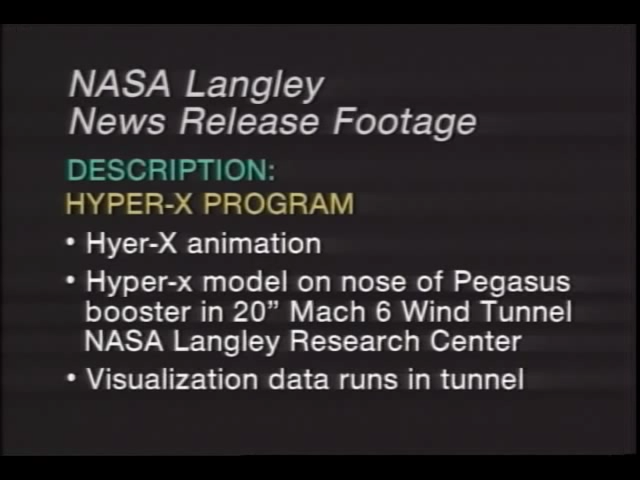 NASA Langley
News Release Footage
DESCRIPTION:
HYPER-X PROGRAM
• Hyer-X animation
• Hyper-x model on nose of Pegasus
booster in 20” Mach 6 Wind Tunnel
NASA Langley Research Center
• Visualization data runs in tunnel